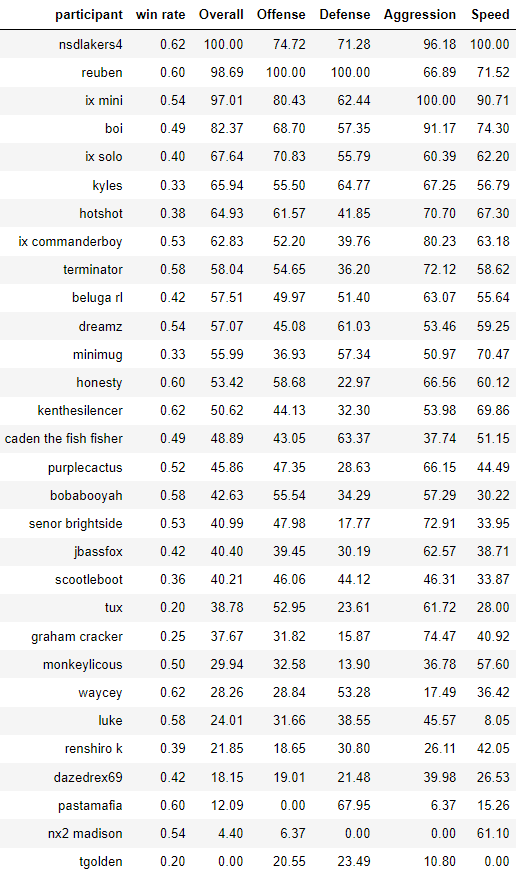 participant win rate Overall Offense Defense Aggression Speed
nsdlakers4 0.62 100.00 74.72 71.28 96.18 100.00
reuben 0.60 98.69 100.00 100.00 66.89 71.52
ix mini 0.54 97.01 80.43 62.44 100.00 90.71
boi 0.49 82.37 68.70 57.35 91.17 74.30
ix solo 0.40 67.64 70.83 55.79 60.39 62.20
kyles 0.33 65.94 55.50 64.77 67.25 56.79
hotshot 0.38 64.93 61.57 41.85 70.70 67.30
ix commanderboy 0.53 62.83 52.20 39.76 80.23 63.18
terminator 0.58 58.04 54.65 36.20 72.12 58.62
beluga rl 0.42 57.51 49.97 51.40 63.07 55.64
dreamz 0.54 57.07 45.08 61.03 53.46 59.25
minimug 0.33 55.99 36.93 57.34 50.97 70.47
honesty 0.60 53.42 58.68 22.97 66.56 60.12
kenthesilencer 0.62 50.62 44.13 32.30 53.98 69.86
caden the fish fisher 0.49 48.89 43.05 63.37 37.74 51.15
purplecactus 0.52 45.86 47.35 28.63 66.15 44.49
bobabooyah 0.58 42.63 55.54 34.29 57.29 30.22
senor brightside 0.53 40.99 47.98 17.77 72.91 33.95
jbassfox 0.42 40.40 39.45 30.19 62.57 38.71
scootleboot 0.36 40.21 46.06 44.12 46.31 33.87
tux 0.20 38.78 52.95 23.61 61.72 28.00
graham cracker 0.25 37.67 31.82 15.87 74.47 40.92
monkeylicous 0.50 29.94 32.58 13.90 36.78 57.60
waycey 0.62 28.26 28.84 53.28 17.49 36.42
luke 0.58 24.01 31.66 38.55 45.57 8.05
renshiro k 0.39 21.85 18.65 30.80 26.11 42.05
dazedrex69 0.42 18.15 19.01 21.48 39.98 26.53
pastamafia 0.60 12.09 0.00 67.95 6.37 15.26
nx2 madison 0.54 4.40 6.37 0.00 0.00 61.10
tgolden 0.20 0.00 20.55 23.49 10.80 0.00